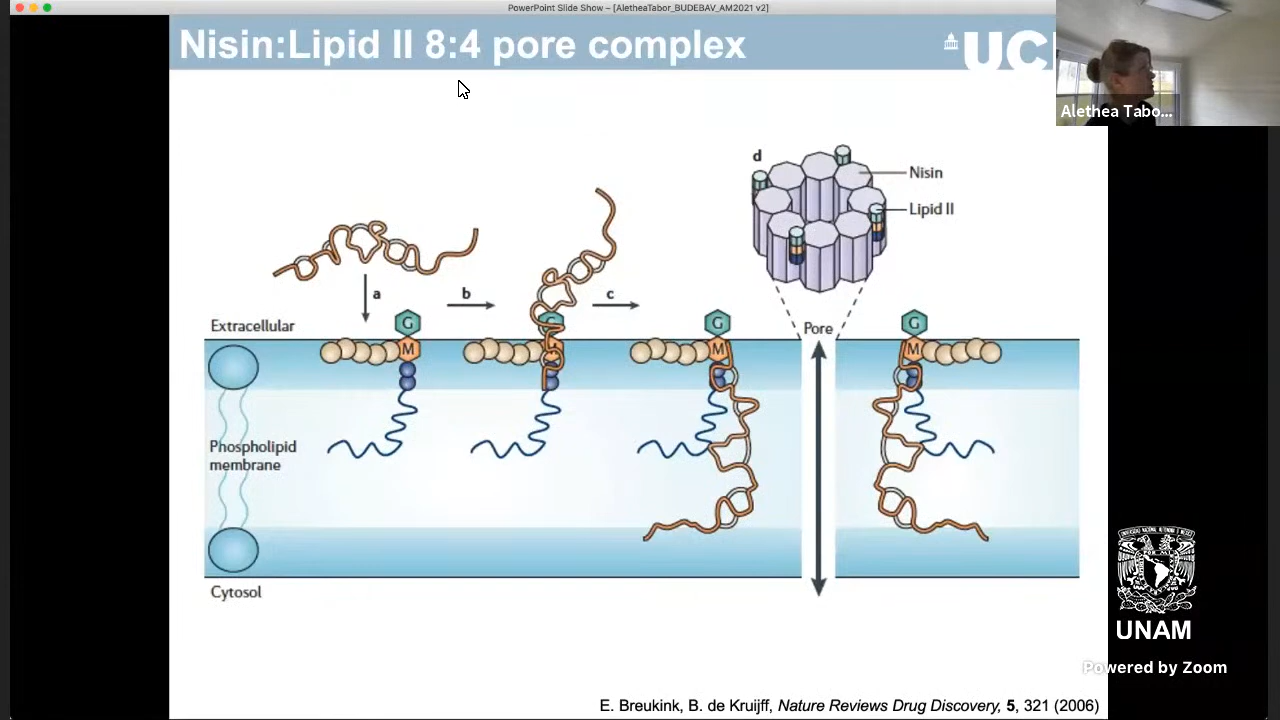 PowerPoint Slide Show – [AletheaTabor_BUDEBAV_AM2021 v2]
Nisin:Lipid II 8:4 pore complex
UC
Alethea Tabo...
d
Nisin
Lipid II
a
b
c
G
G
G
Extracellular
Pore
M
M
M
Phospholipid
membrane
Cytosol
UNAM
Powered by Zoom
E. Breukink, B. de Kruijff, Nature Reviews Drug Discovery, 5, 321 (2006)